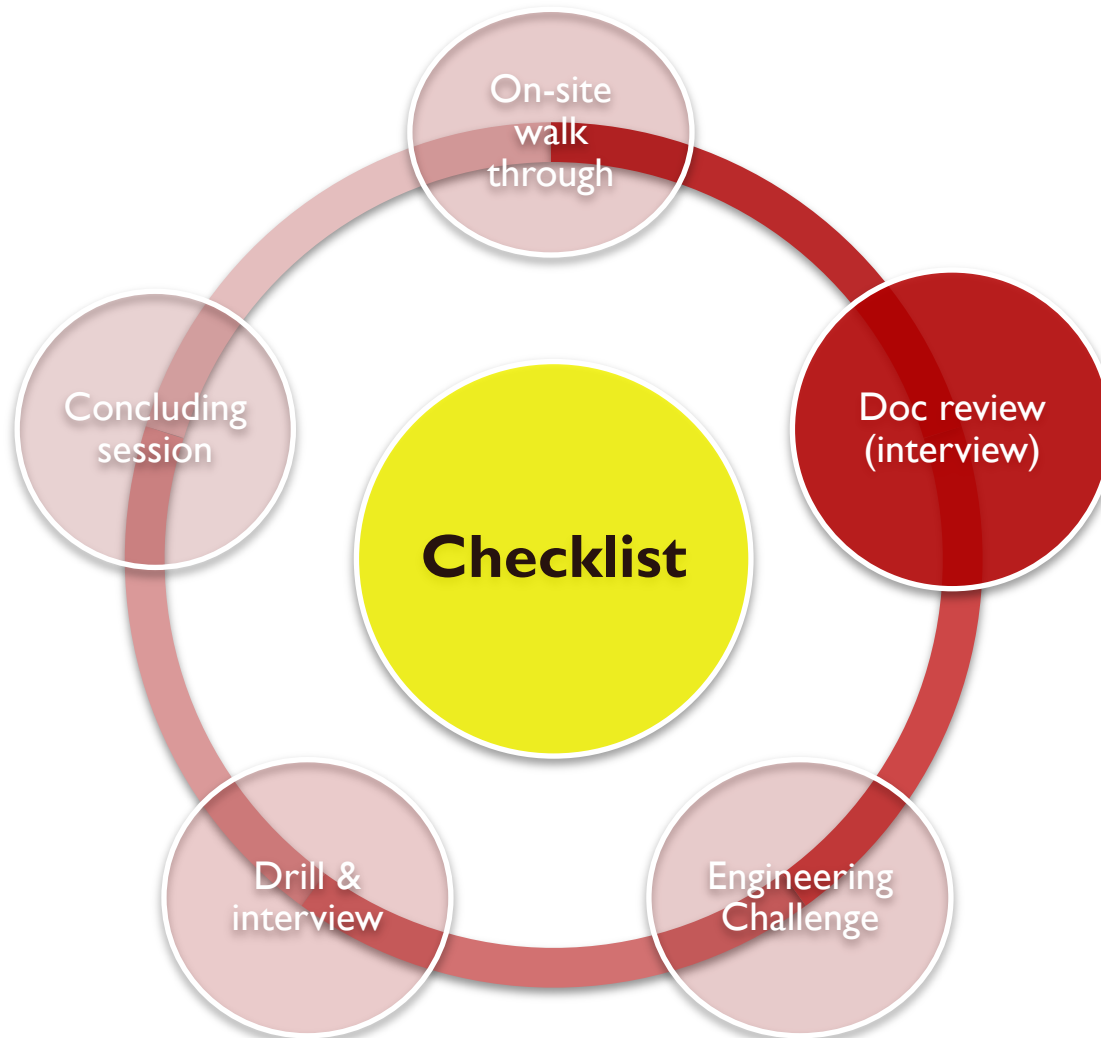 On-site
walk
through
Doc review
(interview)
Checklist
Concluding
session
Drill &
interview
Engineering
Challenge